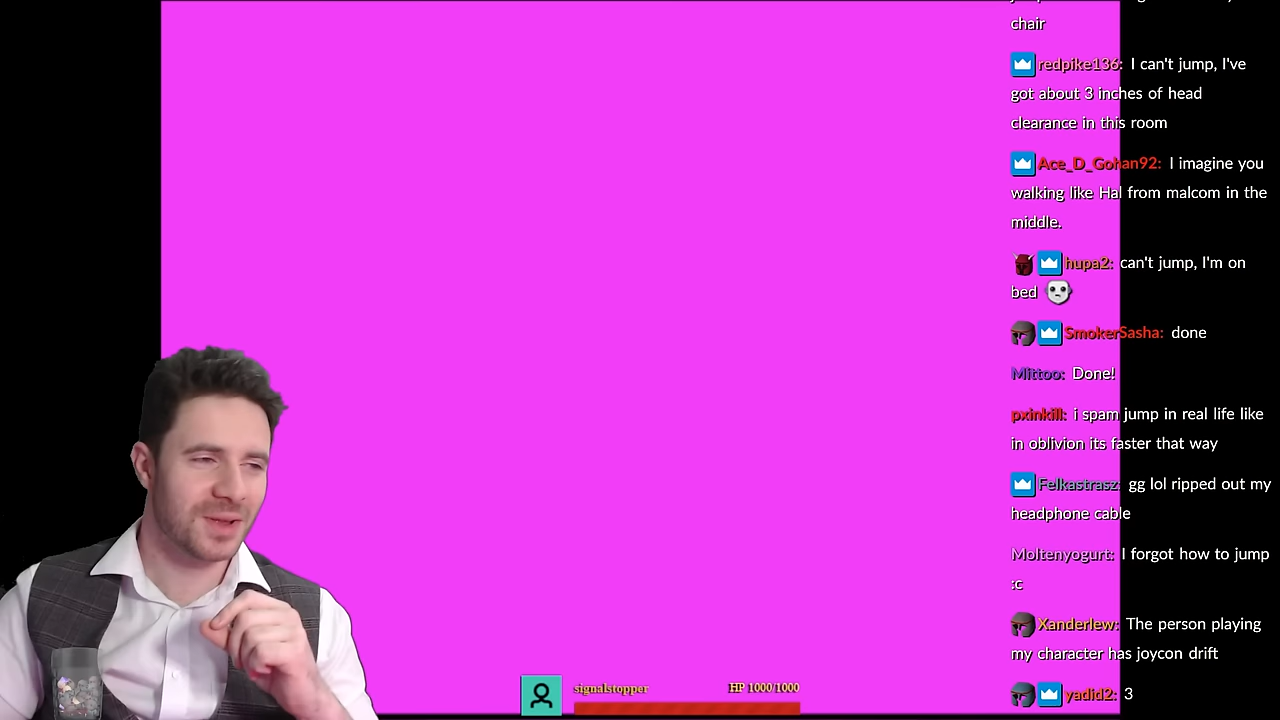 chair
redpike136: I can't jump, I've
got about 3 inches of head
clearance in this room
Ace_D_Gohan92: I imagine you
walking like Hal from malcom in the
middle.
hupa2: can't jump, I'm on
bed
SmokerSasha: done
Mittoo: Done!
pxinkill: i spam jump in real life like
in oblivion its faster that way
Felkastrasz: gg lol ripped out my
headphone cable
Moltenyogurt: I forgot how to jump
:c
Xanderlew: The person playing
my character has joycon drift
yadid2: 3
signalstopper HP 1000/1000